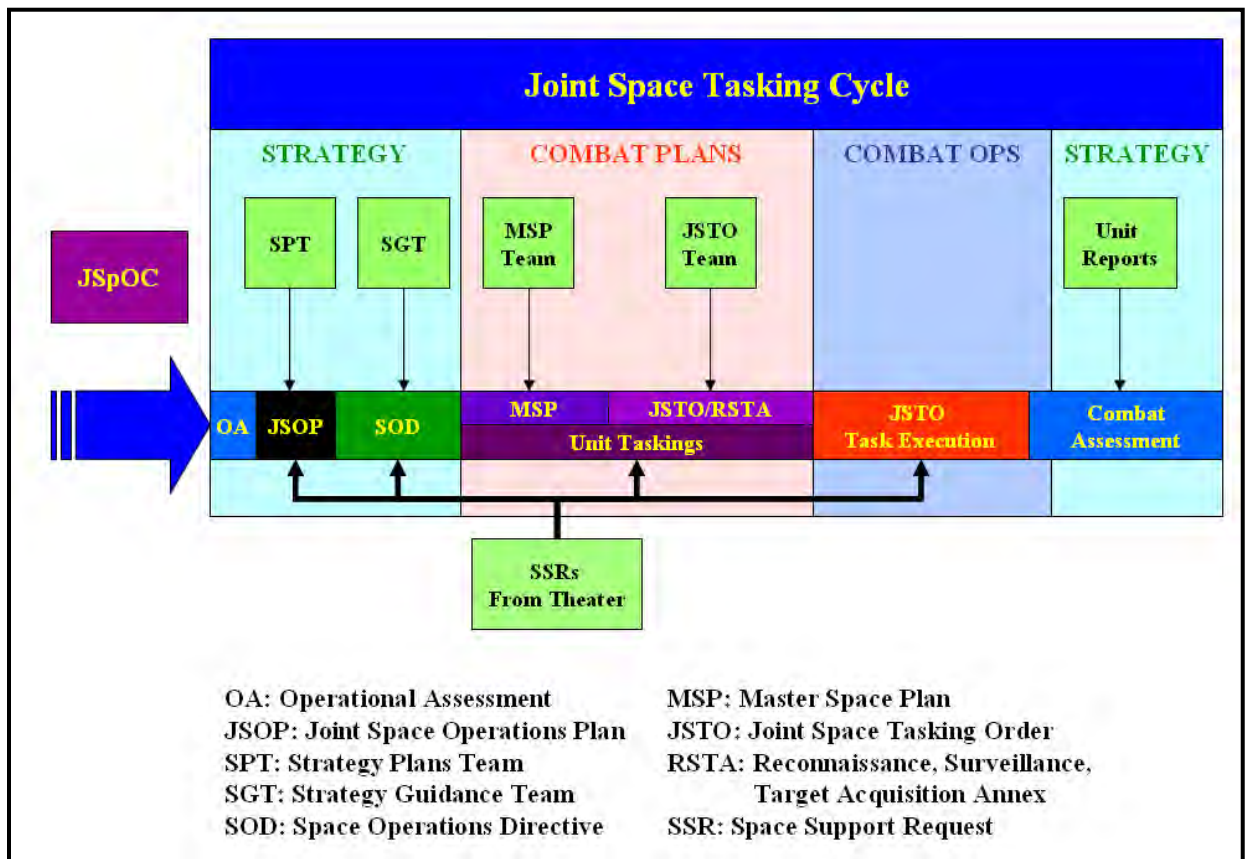 Joint Space Tasking Cycle
STRATEGY
COMBAT PLANS
COMBAT OPS
STRATEGY
JSpOC
SPT
SGT
MSP
Team
JSTO
Team
Unit
Reports
OA
JSOP
SOD
MSP
JSTO/RSTA
Unit Taskings
JSTO
Task Execution
Combat
Assessment
SSRs
From Theater
OA: Operational Assessment
JSOP: Joint Space Operations Plan
SPT: Strategy Plans Team
SGT: Strategy Guidance Team
SOD: Space Operations Directive
MSP: Master Space Plan
JSTO: Joint Space Tasking Order
RSTA: Reconnaissance, Surveillance,
Target Acquisition Annex
SSR: Space Support Request